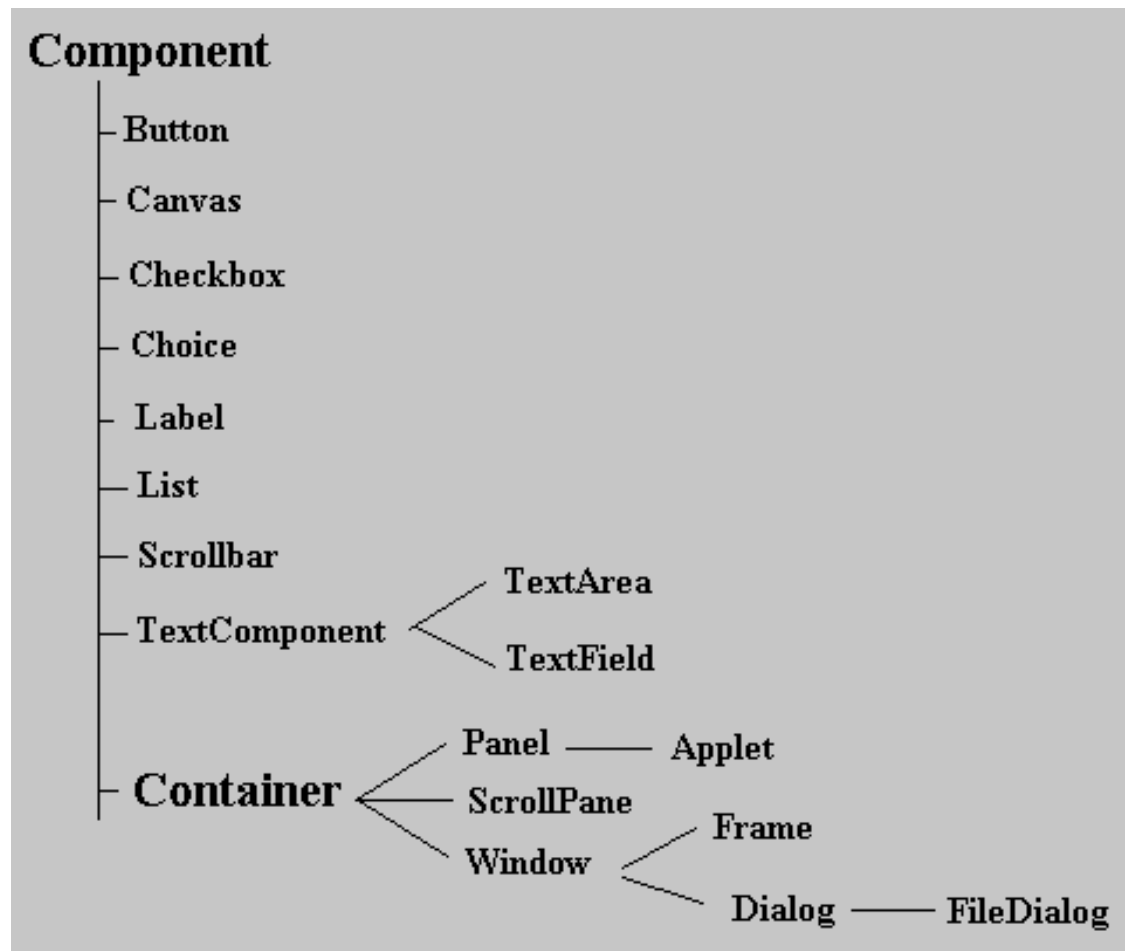 Component
Button
Canvas
Checkbox
Choice
Label
List
Scrollbar
TextArea
TextComponent
TextField
Panel
Applet
Container
ScrollPane
Frame
Window
Dialog
FileDialog